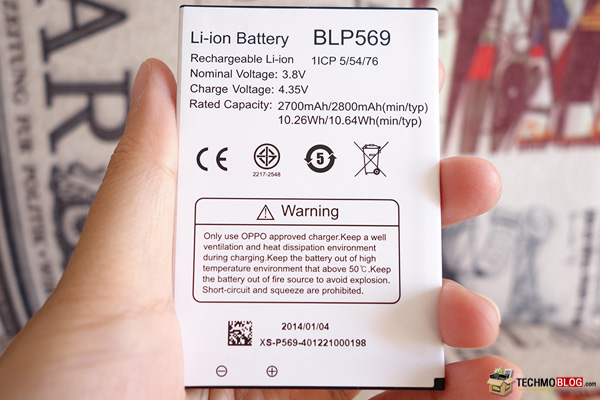 Li-ion Battery BLP569
Rechargeable Li-ion 1ICP 5/54/76
Nominal Voltage: 3.8V
Charge Voltage: 4.35V
Rated Capacity: 2700mAh/2800mAh(min/typ)
10.26Wh/10.64Wh(min/typ)
CE
2217-2548
5
Warning
Only use OPPO approved charger.Keep a well
ventilation and heat dissipation environment
during charging.Keep the battery out of high
temperature environment that above 50℃.Keep
the battery out of fire source to avoid explosion.
Short-circuit and squeeze are prohibited.
2014/01/04
XS-P569-401221000198
TECHMOBLOG.com